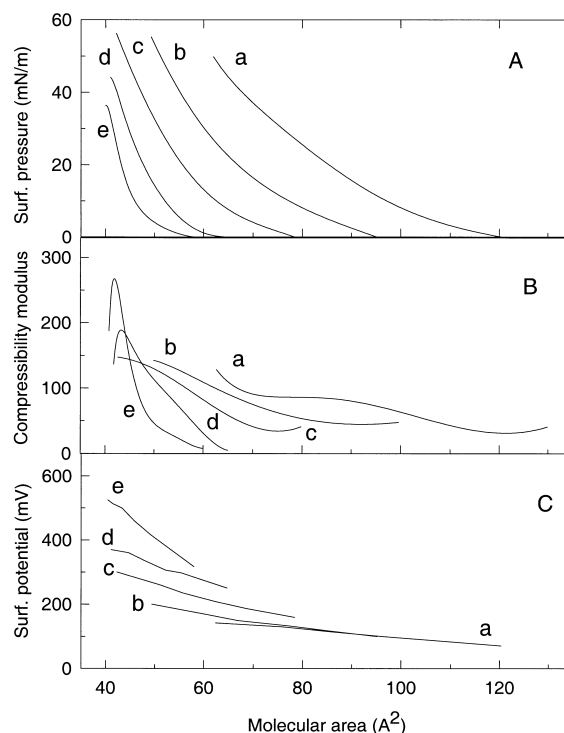 60
40
20
0
Surf. pressure (mN/m)
d
c
b
a
e
A
300
200
100
0
Compressibility modulus
b
a
e
d
c
B
600
400
200
0
Surf. potential (mV)
e
d
c
b
a
C
40 60 80 100 120
Molecular area (A²)